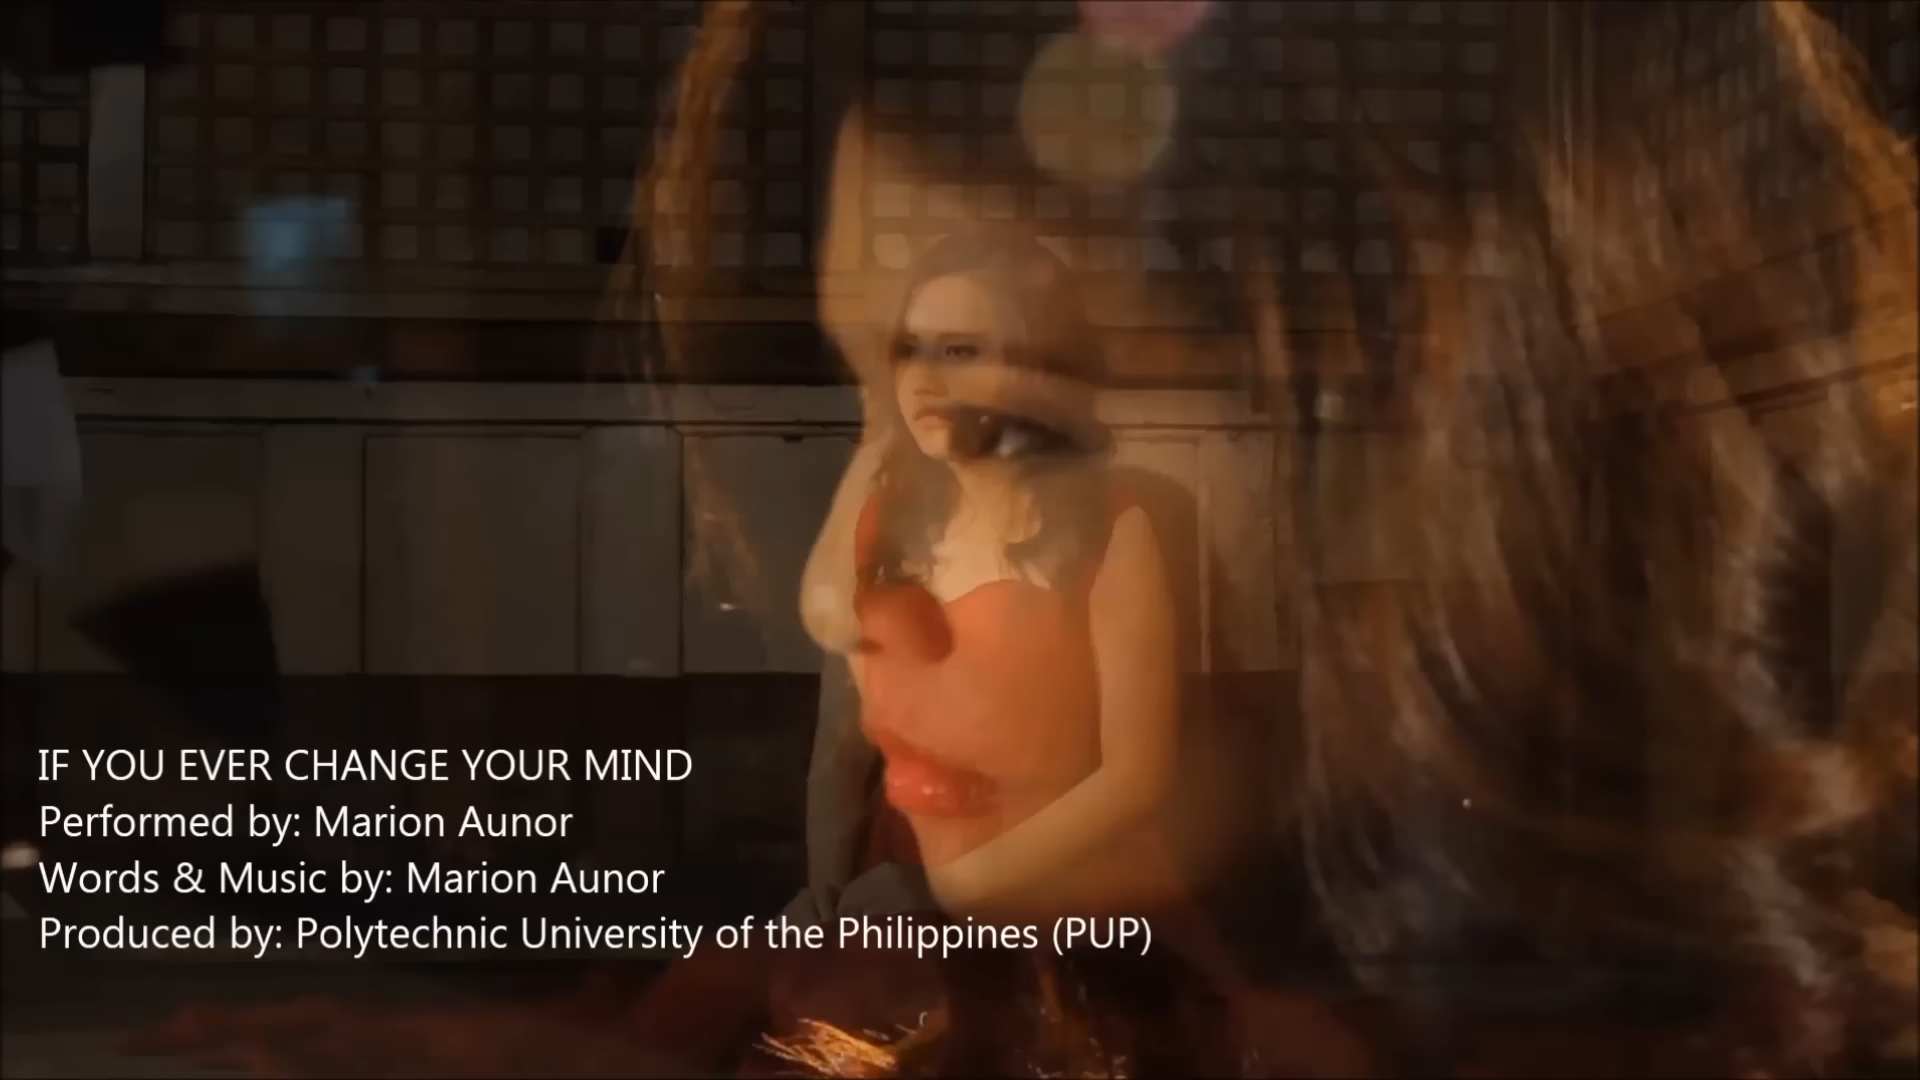 IF YOU EVER CHANGE YOUR MIND
Performed by: Marion Aunor
Words & Music by: Marion Aunor
Produced by: Polytechnic University of the Philippines (PUP)